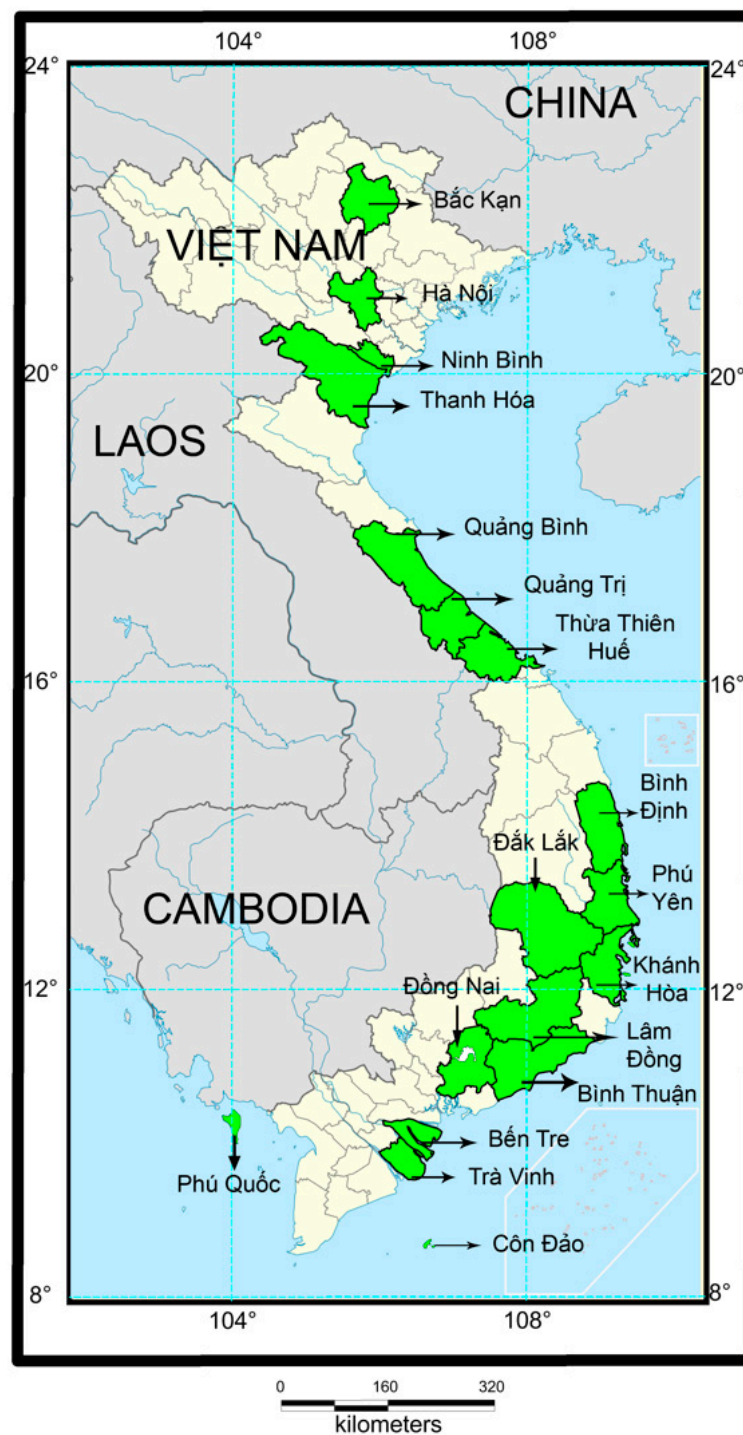 104°
108°
24°
24°
CHINA
Bắc Kạn
VIỆT NAM
Hà Nội
Ninh Bình
20°
20°
Thanh Hóa
LAOS
Quảng Bình
Quảng Trị
Thừa Thiên
Huế
16°
16°
Bình
Định
Đắk Lắk
Phú
Yên
CAMBODIA
Khánh
Hòa
12°
12°
Đồng Nai
Lâm
Đồng
Bình Thuận
Bến Tre
Trà Vinh
Phú Quốc
Côn Đảo
8°
8°
104°
108°
0
160
320
kilometers